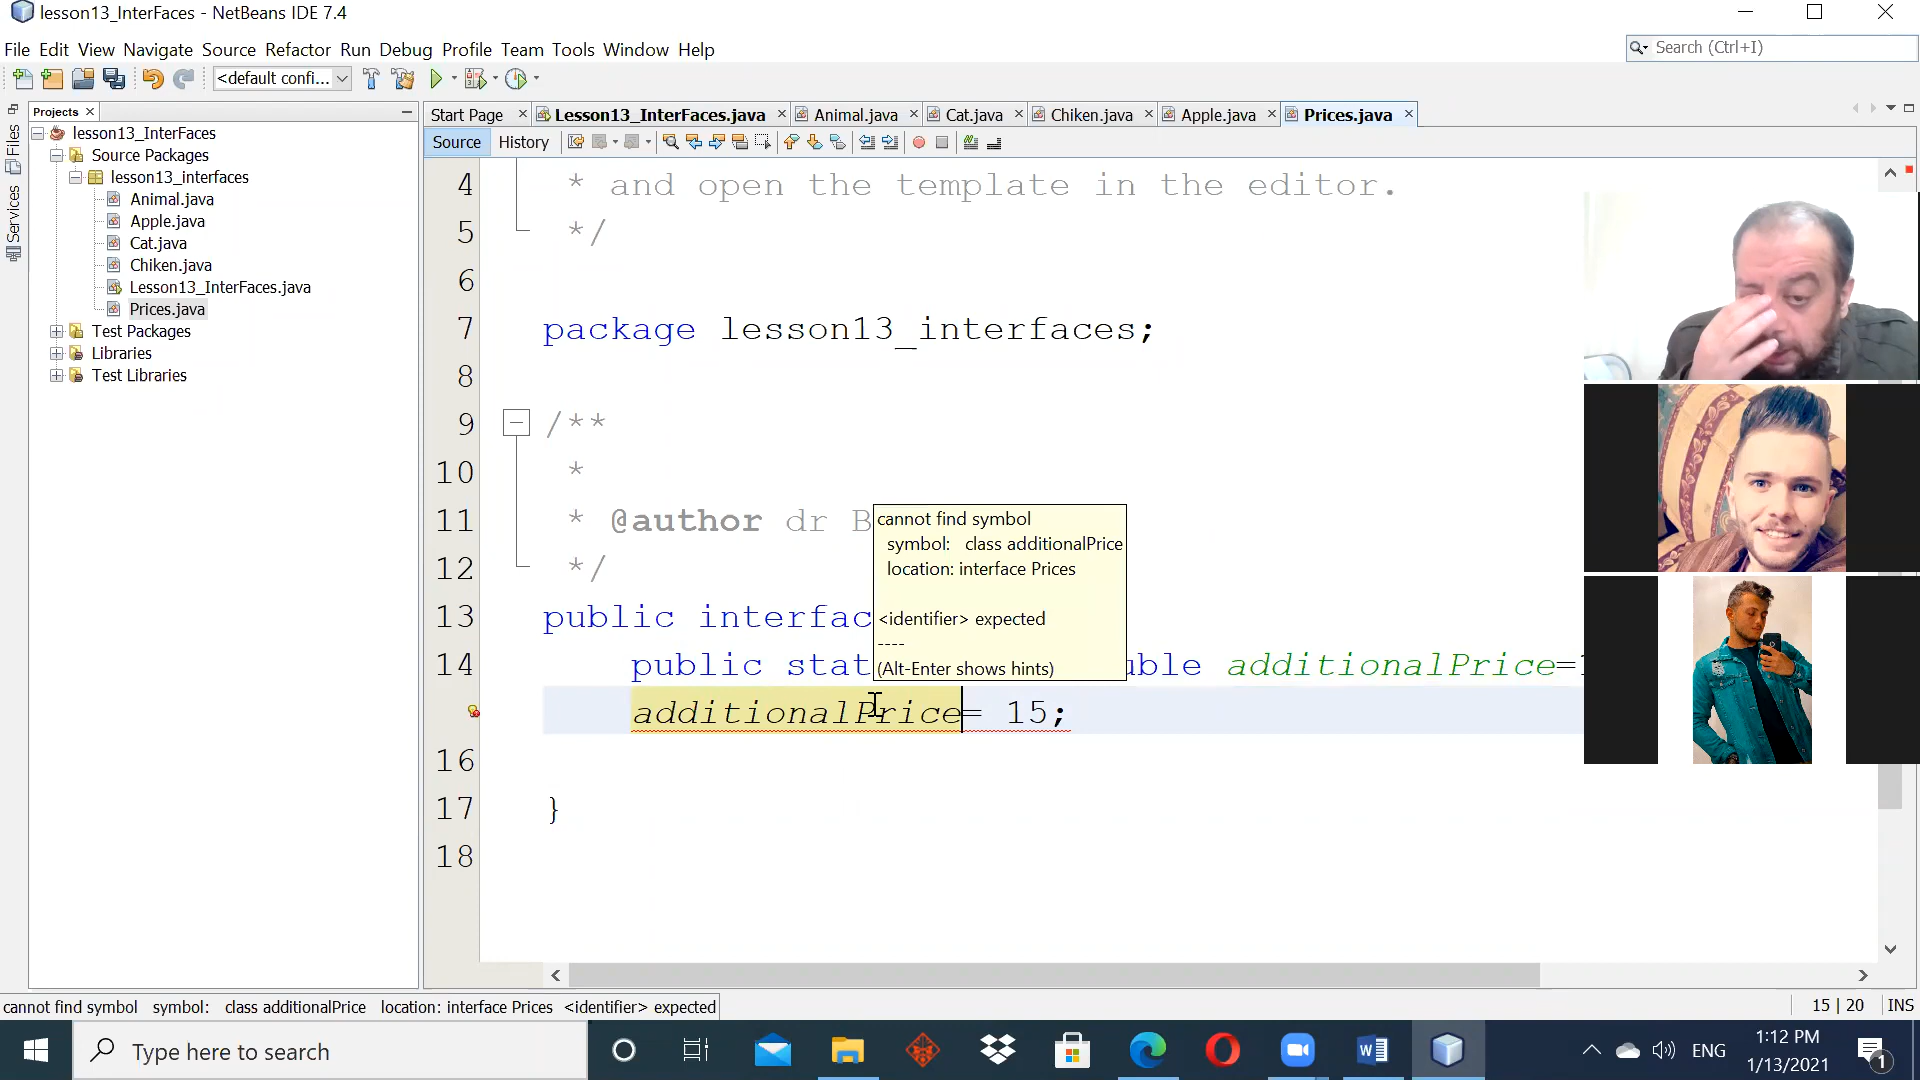 lesson13_InterFaces - NetBeans IDE 7.4
File Edit View Navigate Source Refactor Run Debug Profile Team Tools Window Help
Search (Ctrl+I)
<default confi...
Projects
Start Page
Lesson13_InterFaces.java
Animal.java
Cat.java
Chiken.java
Apple.java
Prices.java
Files
Services
lesson13_InterFaces
Source Packages
lesson13_interfaces
Animal.java
Apple.java
Cat.java
Chiken.java
Lesson13_InterFaces.java
Prices.java
Test Packages
Libraries
Test Libraries
Source History
4 * and open the template in the editor.
5 */
6
7 package lesson13_interfaces;
8
9 /**
10 *
11 * @author dr B
12 */
13 public interfac
14 public stat uble additionalPrice=
additionalPrice= 15;
16
17 }
18
cannot find symbol
symbol: class additionalPrice
location: interface Prices
<identifier> expected
----
(Alt-Enter shows hints)
cannot find symbol symbol: class additionalPrice location: interface Prices <identifier> expected
15 | 20 INS
Type here to search
ENG
1:12 PM
1/13/2021
1